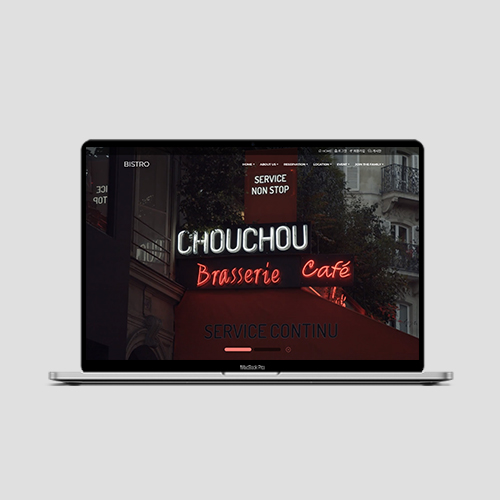 BISTRO
HOME ABOUT US RESERVATION LOCATION EVENT JOIN THE FAMILY
SERVICE
NON STOP
CHOUCHOU
Brasserie Café
SERVICE CONTINU
MacBook Pro